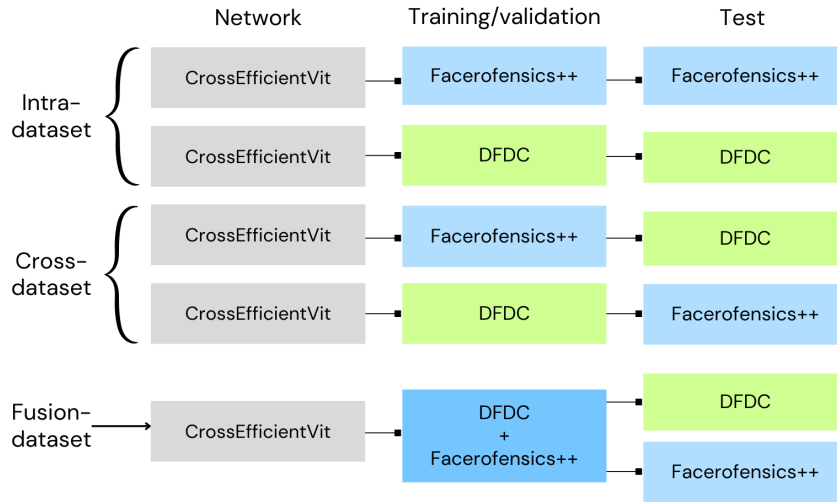 Network Training/validation Test
Intra-
dataset
CrossEfficientVit Facerofensics++ Facerofensics++
CrossEfficientVit DFDC DFDC
Cross-
dataset
CrossEfficientVit Facerofensics++ DFDC
CrossEfficientVit DFDC Facerofensics++
Fusion-
dataset
CrossEfficientVit
DFDC
+
Facerofensics++
DFDC
Facerofensics++